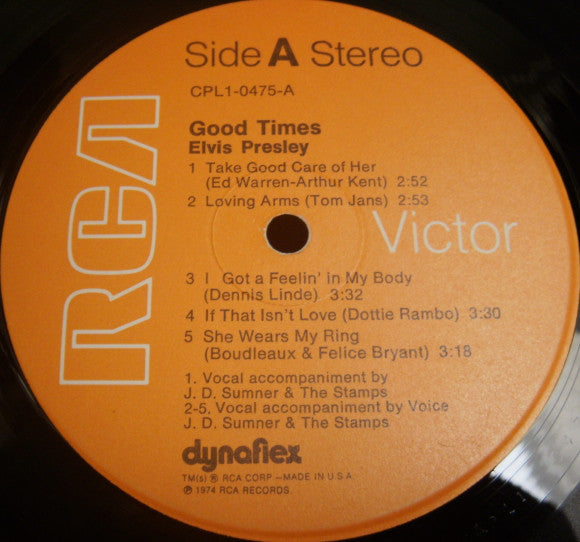 Side A Stereo
CPL1-0475-A
Good Times
Elvis Presley
1 Take Good Care of Her
(Ed Warren-Arthur Kent) 2:52
2 Loving Arms (Tom Jans) 2:53
RCA Victor
3 I Got a Feelin' in My Body
(Dennis Linde) 3:32
4 If That Isn't Love (Dottie Rambo) 3:30
5 She Wears My Ring
(Boudleaux & Felice Bryant) 3:18
1. Vocal accompaniment by
J. D. Sumner & The Stamps
2-5. Vocal accompaniment by Voice
J. D. Sumner & The Stamps
dynaflex
TM(s) ® RCA CORP –MADE IN U.S.A.
℗ 1974 RCA RECORDS.